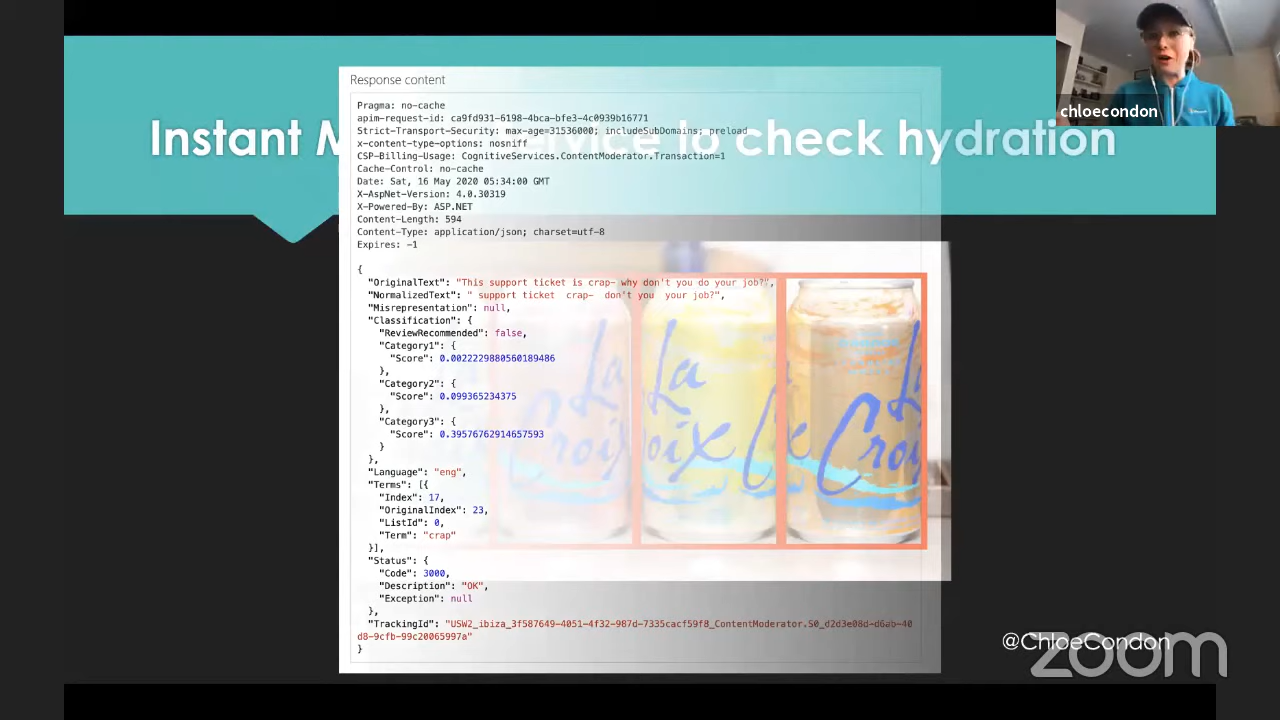 chloecondon
Instant M service to check hydration
Response content
Pragma: no-cache
apim-request-id: ca9fd931-6198-4bca-bfe3-4c0939b16771
Strict-Transport-Security: max-age=31536000; includeSubDomains; preload
x-content-type-options: nosniff
CSP-Billing-Usage: CognitiveServices.ContentModerator.Transaction=1
Cache-Control: no-cache
Date: Sat, 16 May 2020 05:34:00 GMT
X-AspNet-Version: 4.0.30319
X-Powered-By: ASP.NET
Content-Length: 594
Content-Type: application/json; charset=utf-8
Expires: -1
{
"OriginalText": "This support ticket is crap- why don't you do your job?",
"NormalizedText": " support ticket  crap-  don't you  your job?",
"Misrepresentation": null,
"Classification": {
"ReviewRecommended": false,
"Category1": {
"Score": 0.0022229880560189486
},
"Category2": {
"Score": 0.099365234375
},
"Category3": {
"Score": 0.39576762914657593
}
},
"Language": "eng",
"Terms": [{
"Index": 17,
"OriginalIndex": 23,
"ListId": 0,
"Term": "crap"
}],
"Status": {
"Code": 3000,
"Description": "OK",
"Exception": null
},
"TrackingId": "USW2_ibiza_3f587649-4051-4f32-987d-7335cacf59f8_ContentModerator.S0_d2d3e08d-d6ab-40
d8-9cfb-99c20065997a"
}
La
Croix
La
Croix
La
Croix
@ChloeCondon
zoom